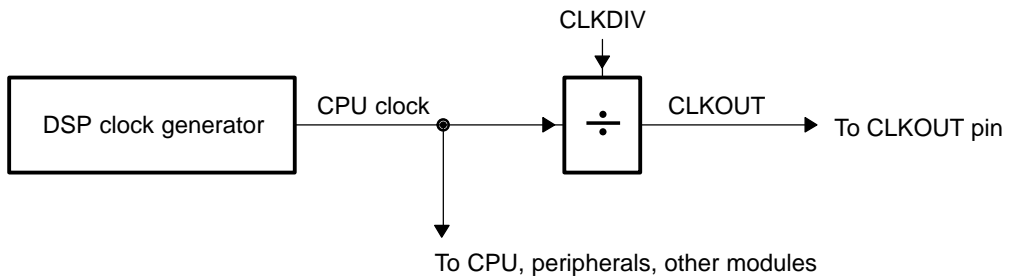 CLKDIV
DSP clock generator
CPU clock
÷
CLKOUT
To CLKOUT pin
To CPU, peripherals, other modules